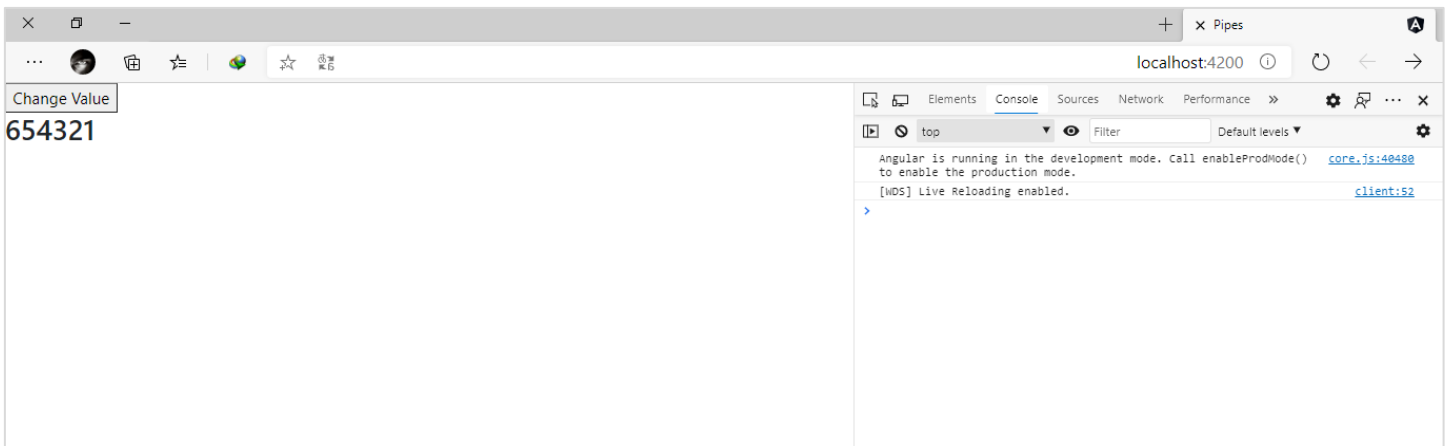 Pipes
localhost:4200
Change Value
654321
Elements Console Sources Network Performance
top Filter Default levels
Angular is running in the development mode. Call enableProdMode() core.js:40480
to enable the production mode.
[WDS] Live Reloading enabled. client:52